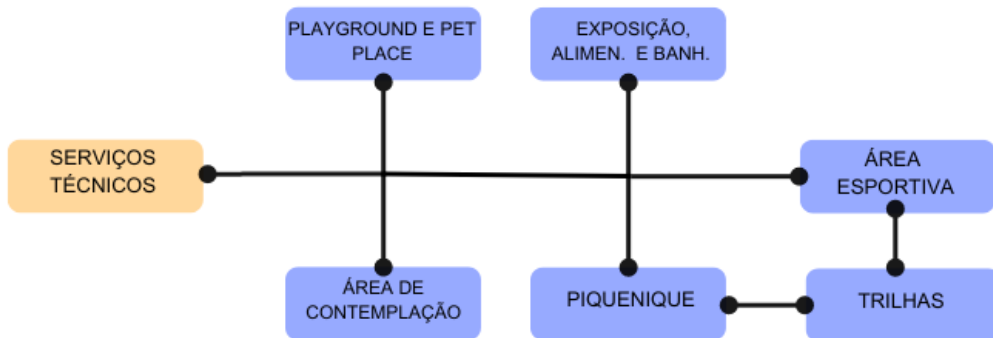 PLAYGROUND E PET
PLACE
EXPOSIÇÃO,
ALIMEN. E BANH.
SERVIÇOS
TÉCNICOS
ÁREA
ESPORTIVA
ÁREA DE
CONTEMPLAÇÃO
PIQUENIQUE
TRILHAS